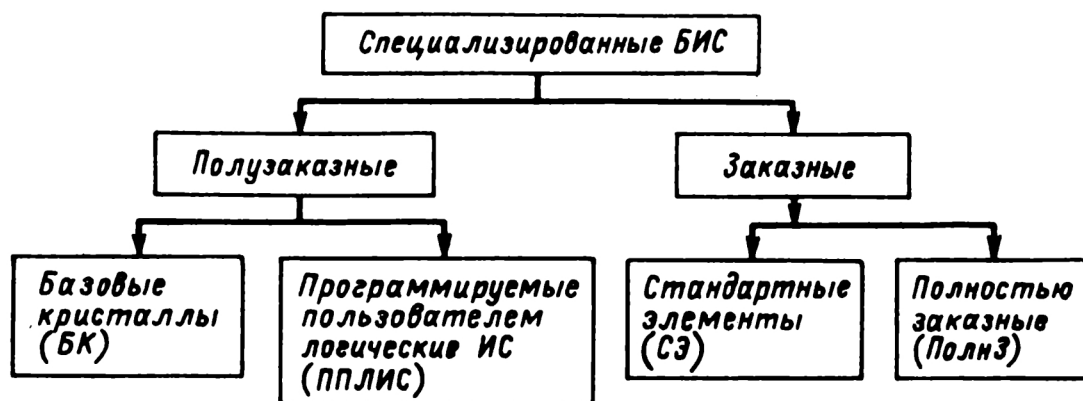 Специализированные БИС
Полузаказные
Заказные
Базовые
кристаллы
(БК)
Программируемые
пользователем
логические ИС
(ППЛИС)
Стандартные
элементы
(СЭ)
Полностью
заказные
(ПолнЗ)